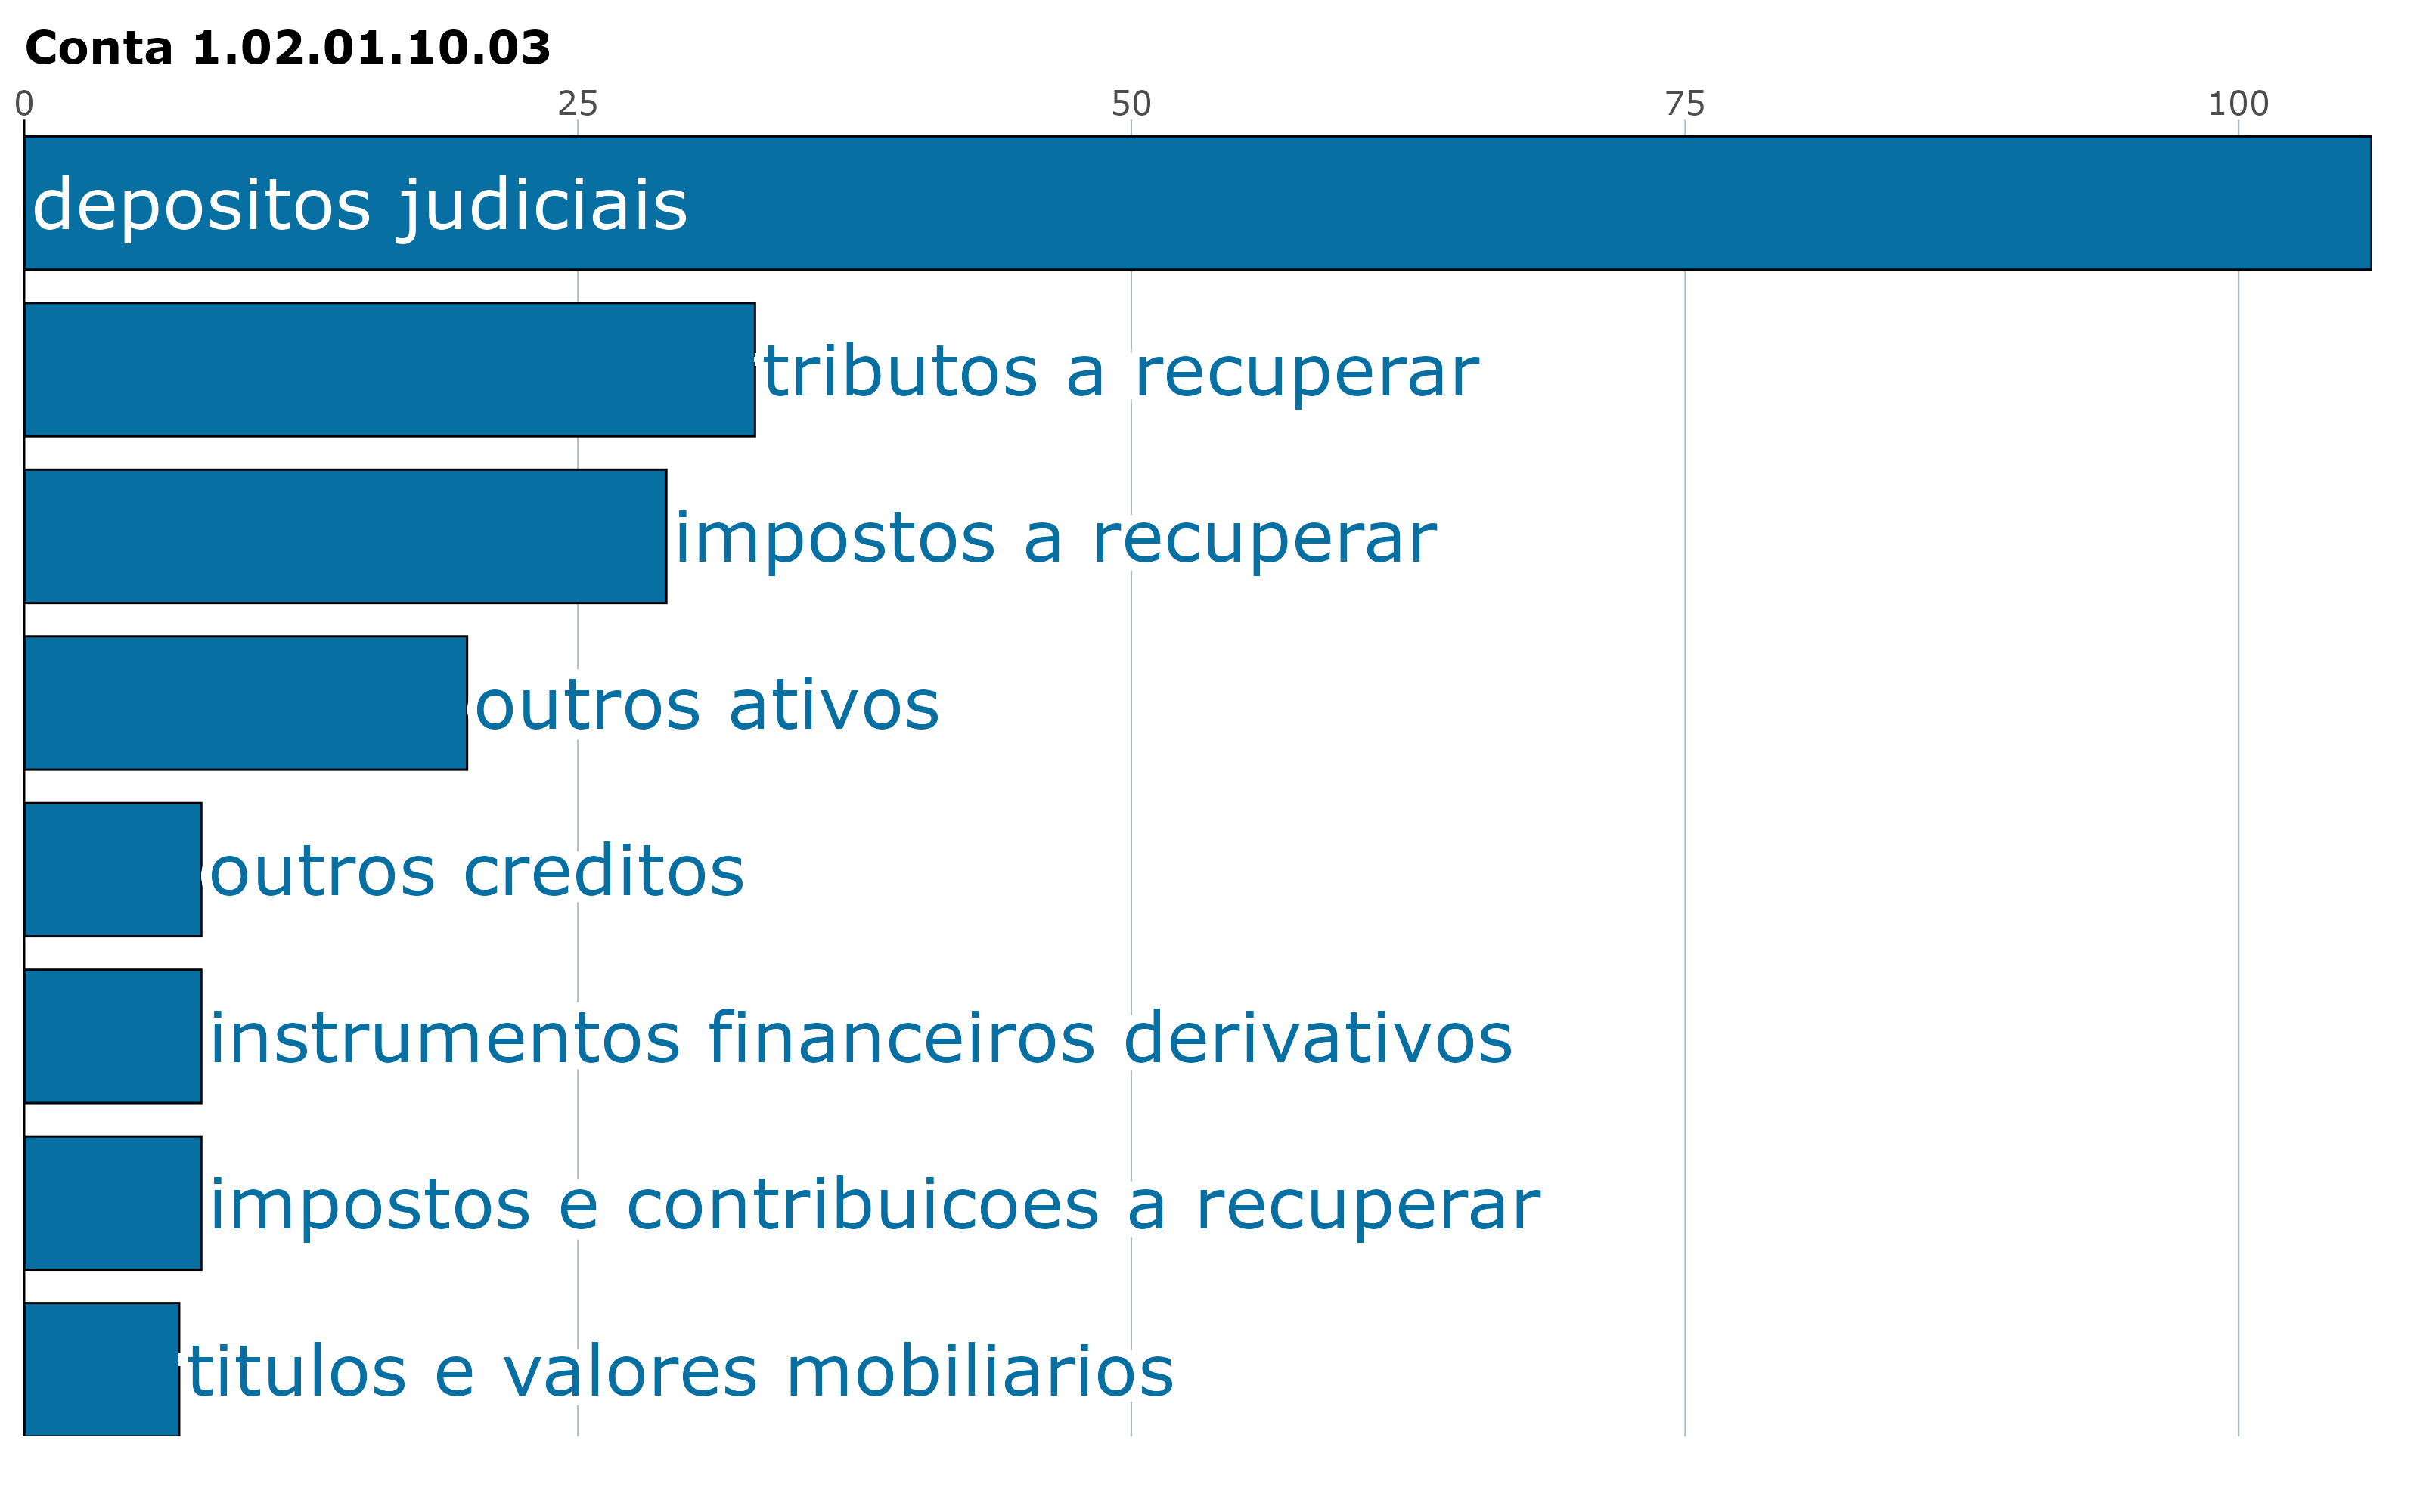 Conta 1.02.01.10.03
0 25 50 75 100
depositos judiciais
tributos a recuperar
impostos a recuperar
outros ativos
outros creditos
instrumentos financeiros derivativos
impostos e contribuicoes a recuperar
titulos e valores mobiliarios